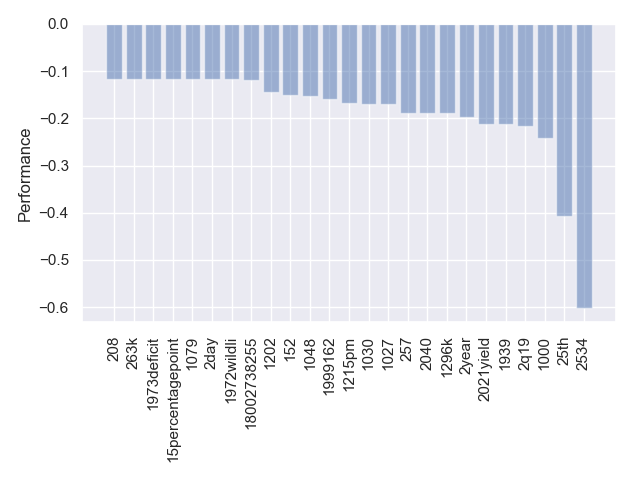 0.0
−0.1
−0.2
−0.3
−0.4
−0.5
−0.6
Performance
208
263k
1973deficit
15percentagepoint
1079
2day
1972wildli
18002738255
1202
152
1048
1999162
1215pm
1030
1027
257
2040
1296k
2year
2021yield
1939
2q19
1000
25th
2534